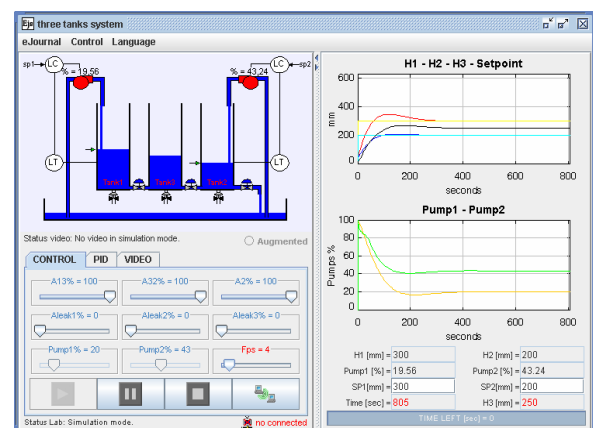 Ejs three tanks system
eJournal Control Language
sp1 LC
% = 19.56
% = 43,24
LC sp2
LT
LT
Tank1 Tank3 Tank2
Status video: No video in simulation mode.
Augmented
CONTROL PID VIDEO
A13% = 100 A32% = 100 A2% = 100
Aleak1% = 0 Aleak2% = 0 Aleak3% = 0
Pump1% = 20 Pump2% = 43 Fps = 4
Status Lab: Simulation mode.
no connected
H1 - H2 - H3 - Setpoint
600
400
200
0
mm
0 200 400 600 800
seconds
Pump1 - Pump2
100
80
60
40
20
0
Pumps %
0 200 400 600 800
seconds
H1 [mm] = 300 H2 [mm] = 200
Pump1 [%] = 19.56 Pump2 [%] = 43.24
SP1[mm] = 300 SP2[mm] = 200
Time [sec] = 805 H3 [mm] = 250
TIME LEFT [sec] = 0